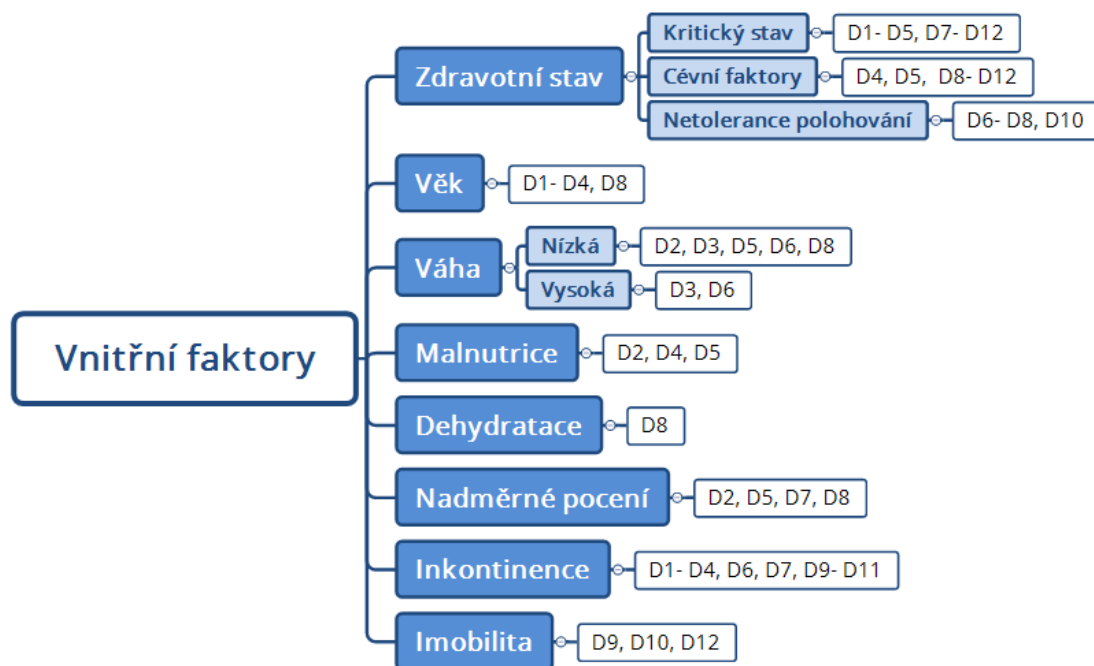 Vnitřní faktory
Zdravotní stav
Kritický stav
D1- D5, D7- D12
Cévní faktory
D4, D5, D8- D12
Netolerance polohování
D6- D8, D10
Věk
D1- D4, D8
Váha
Nízká
D2, D3, D5, D6, D8
Vysoká
D3, D6
Malnutrice
D2, D4, D5
Dehydratace
D8
Nadměrné pocení
D2, D5, D7, D8
Inkontinence
D1- D4, D6, D7, D9- D11
Imobilita
D9, D10, D12